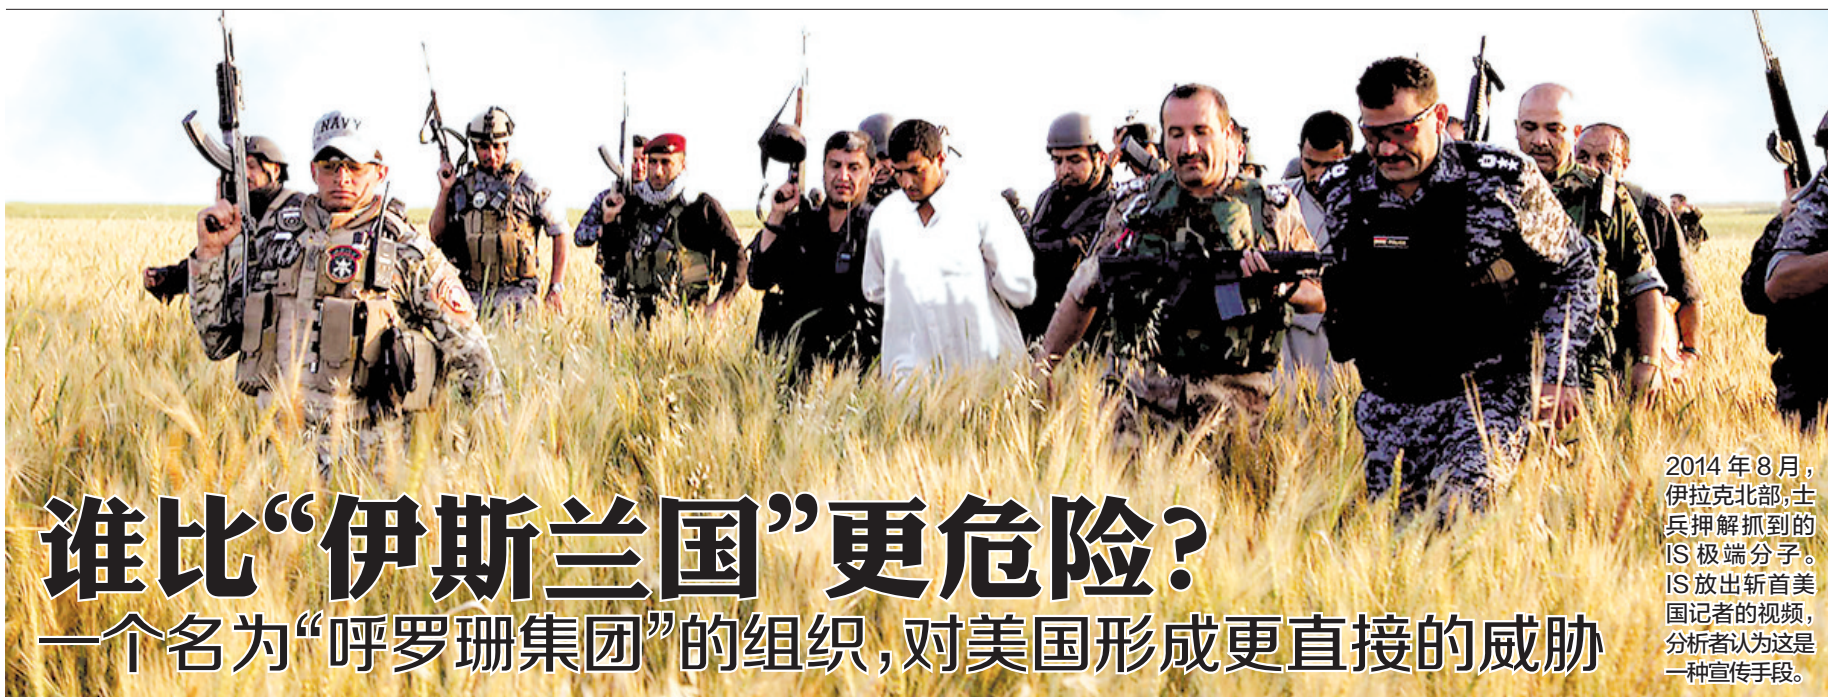 NAVY
POLICE
谁比“伊斯兰国”更危险?
一个名为“呼罗珊集团”的组织,对美国形成更直接的威胁
2014年8月,
伊拉克北部,士
兵押解抓到的
IS极端分子。
IS放出斩首美
国记者的视频,
分析者认为这是
一种宣传手段。